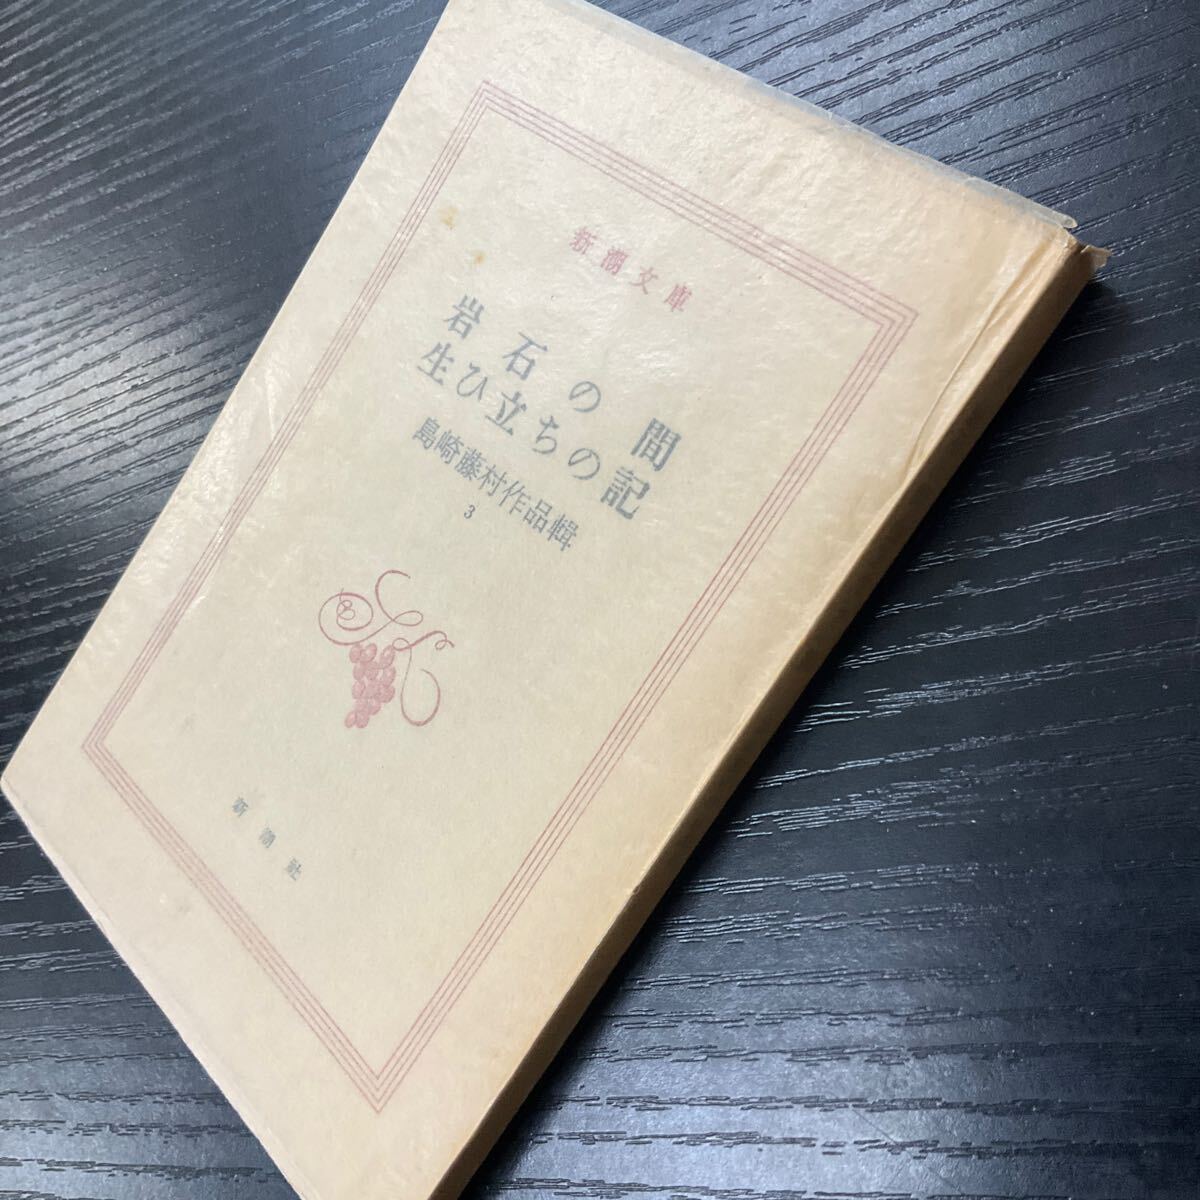 新潮文庫
岩石の間
生ひ立ちの記
島崎藤村作品輯
3
新潮社